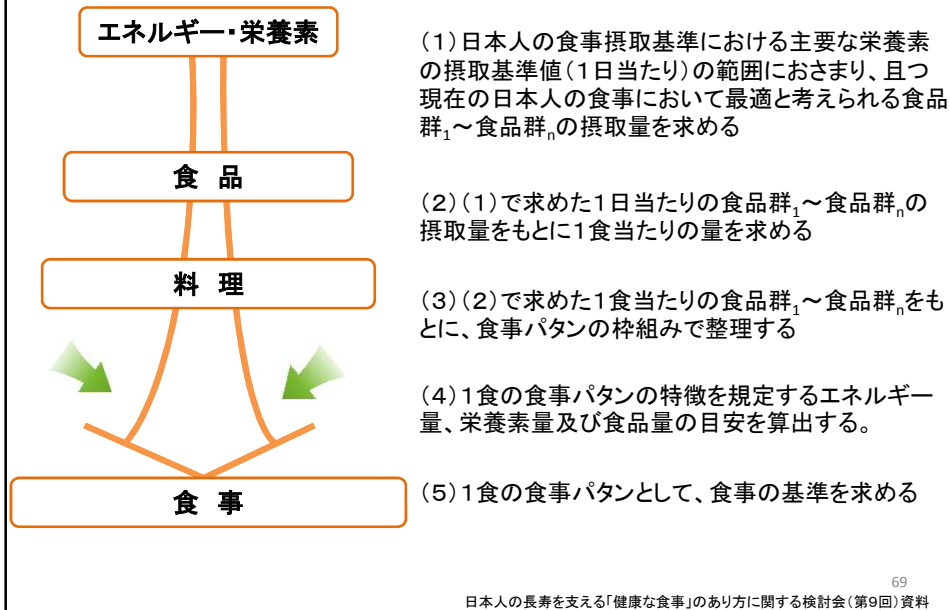 エネルギー・栄養素
(1)日本人の食事摂取基準における主要な栄養素
の摂取基準値(1日当たり)の範囲におさまり、且つ
現在の日本人の食事において最適と考えられる食品
群1~食品群nの摂取量を求める
食 品
(2)(1)で求めた1日当たりの食品群1~食品群nの
摂取量をもとに1食当たりの量を求める
料 理
(3)(2)で求めた1食当たりの食品群1~食品群nをも
とに、食事パタンの枠組みで整理する
(4)1食の食事パタンの特徴を規定するエネルギー
量、栄養素量及び食品量の目安を算出する。
食 事
(5)1食の食事パタンとして、食事の基準を求める
69
日本人の長寿を支える「健康な食事」のあり方に関する検討会(第9回)資料